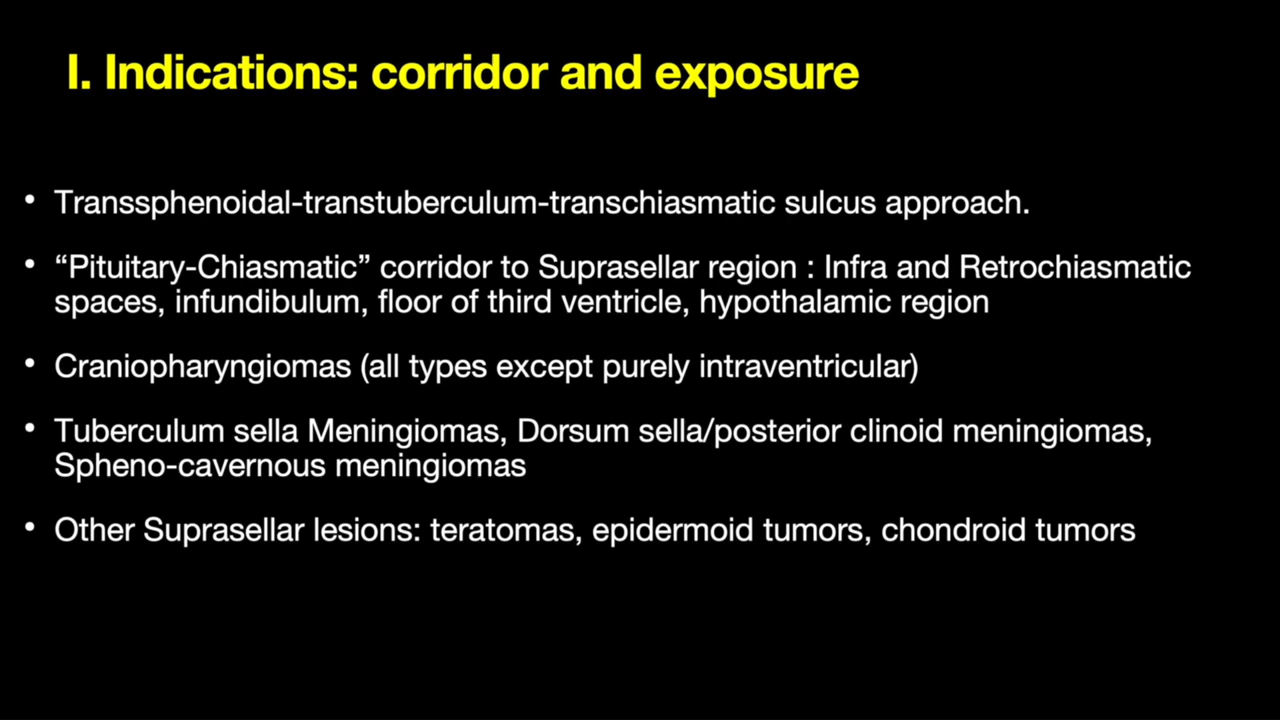 I. Indications: corridor and exposure
• Transsphenoidal-transtuberculum-transchiasmatic sulcus approach.
• “Pituitary-Chiasmatic” corridor to Suprasellar region : Infra and Retrochiasmatic
spaces, infundibulum, floor of third ventricle, hypothalamic region
• Craniopharyngiomas (all types except purely intraventricular)
• Tuberculum sella Meningiomas, Dorsum sella/posterior clinoid meningiomas,
Spheno-cavernous meningiomas
• Other Suprasellar lesions: teratomas, epidermoid tumors, chondroid tumors